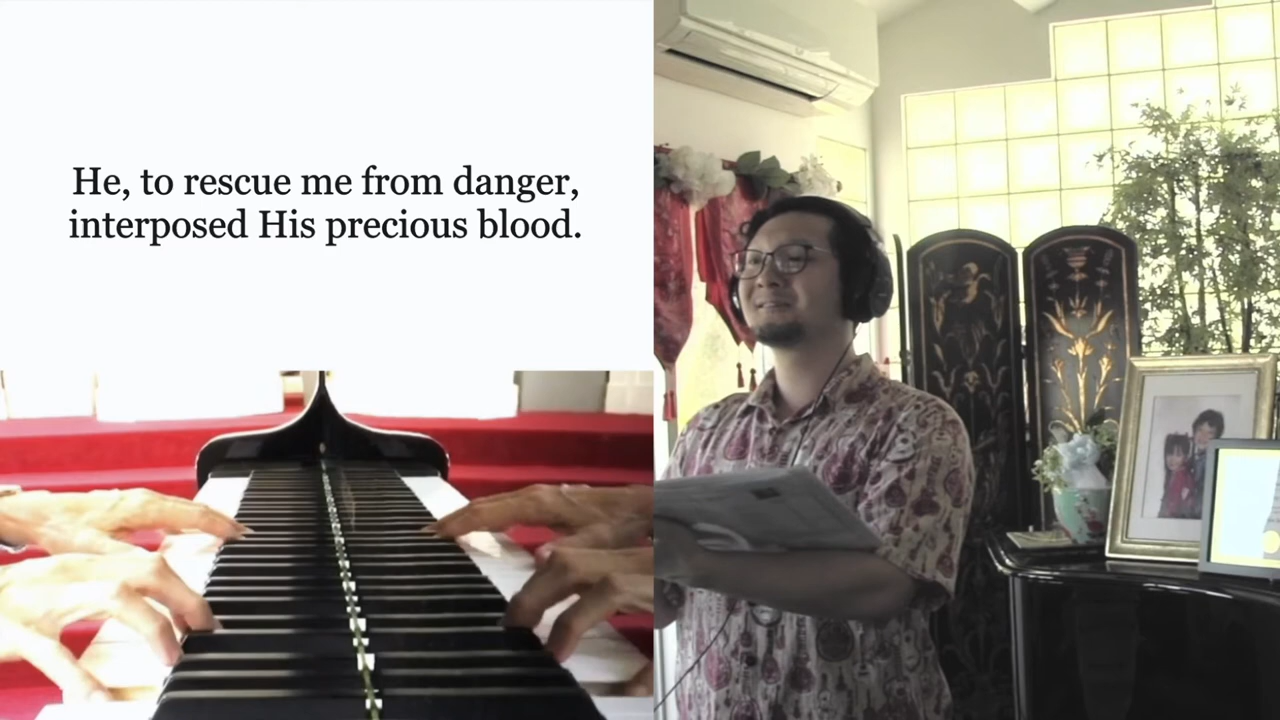 He, to rescue me from danger,
interposed His precious blood.